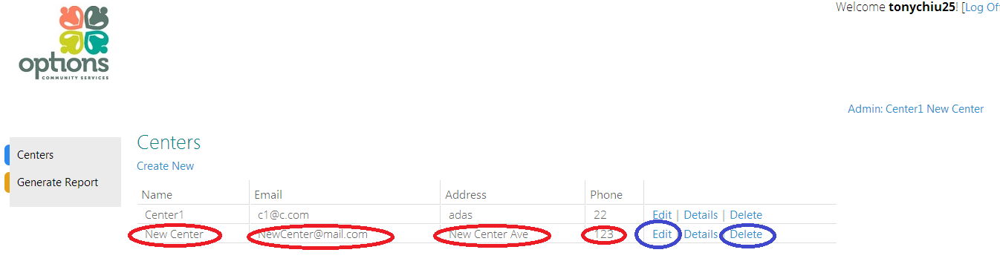 Welcome tonychiu25! [Log Of
options
COMMUNITY SERVICES
Admin: Center1 New Center
Centers
Generate Report
Centers
Create New
Name Email Address Phone
Center1 c1@c.com adas 22 Edit | Details | Delete
New Center NewCenter@mail.com New Center Ave 123 Edit Details Delete